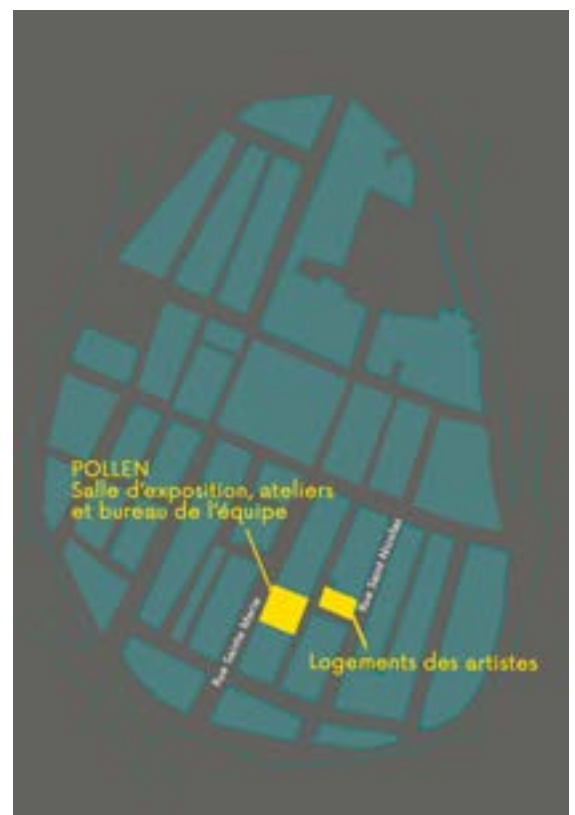 POLLEN
Salle d'exposition, ateliers
et bureau de l'équipe
Rue Saint Nicolas
Rue Sainte Marie
Logements des artistes